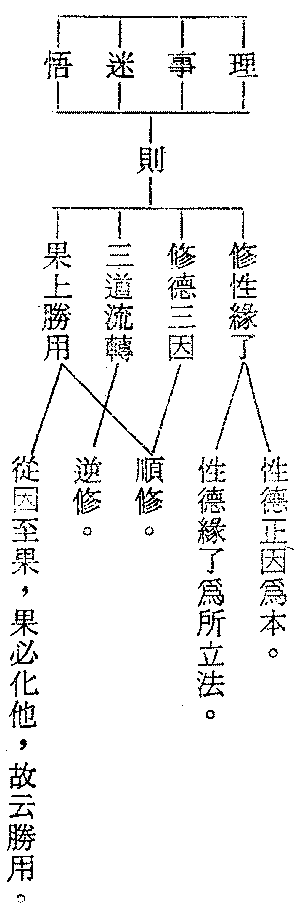 理
事
迷
悟
則
修性緣了
修德三因
三道流轉
果上勝用
性德正因為本。
性德緣了為所立法。
順修。
逆修。
從因至果，果必化他，故云勝用。